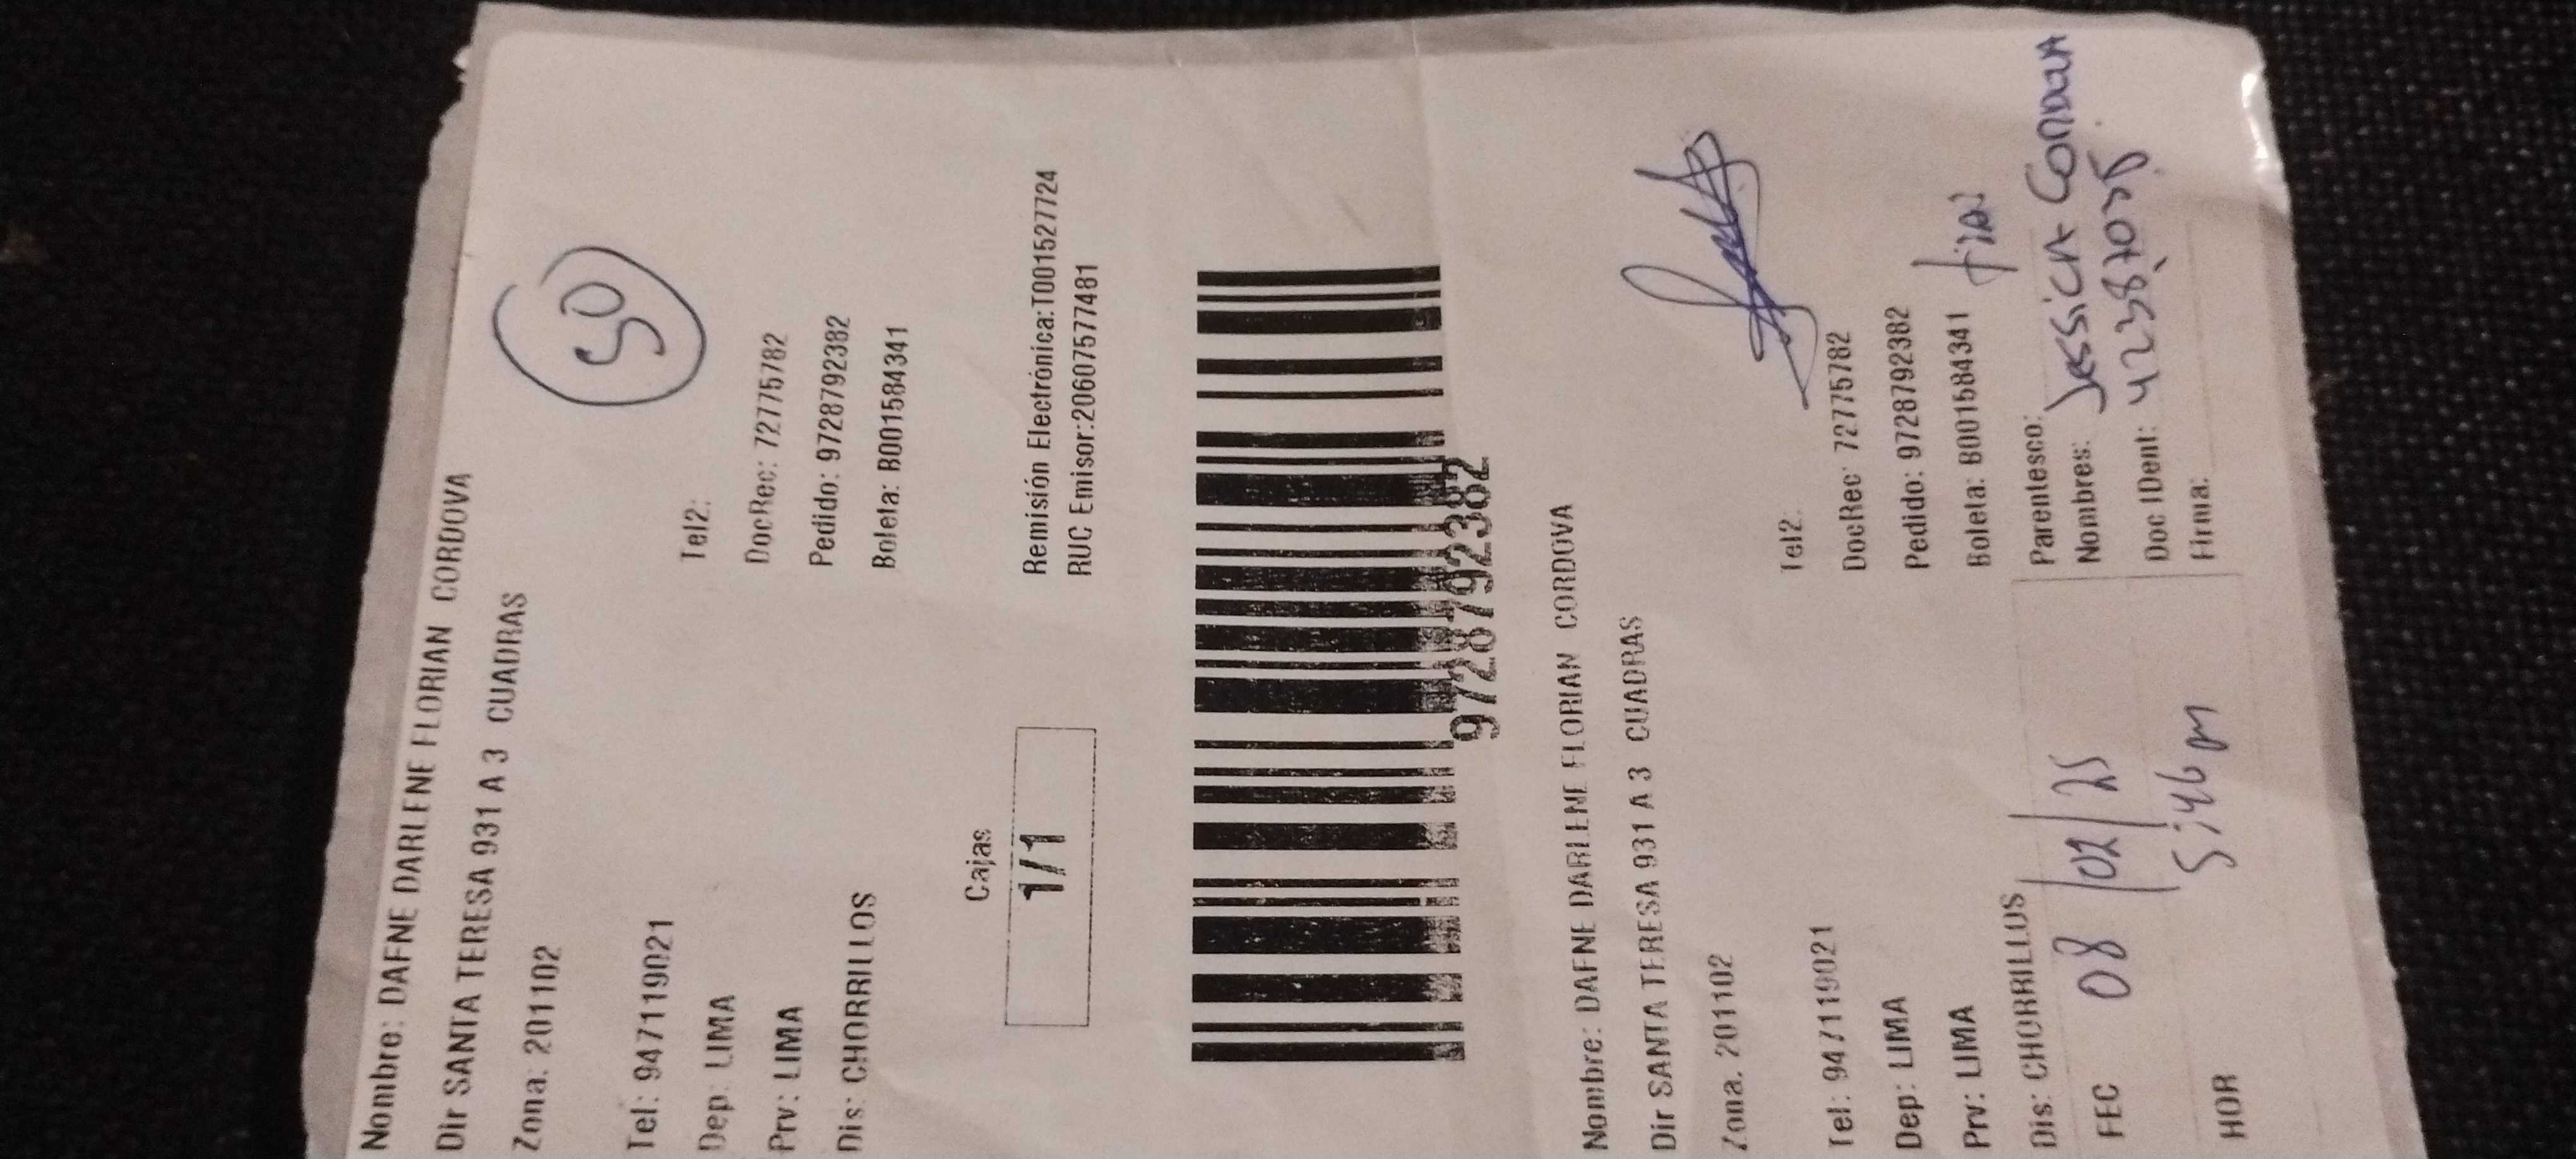 Nombre: DAFNE DARLENE FLORIAN CORDOVA
Dir SANTA TERESA 931 A 3 CUADRAS
Zona: 201102
50
Tel: 947119021 Tel2:
Dep: LIMA DocRec: 72775782
Prv: LIMA Pedido: 9728792382
Dis: CHORRILLOS Boleta: B001584341
Cajas
1/1
Remisión Electrónica:T001527724
RUC Emisor:20607577481
9728792382
Nombre: DAFNE DARLENE FLORIAN CORDOVA
Dir SANTA TERESA 931 A 3 CUADRAS
Zona. 201102
Tel: 947119021 Tel2:
Dep: LIMA DocRec: 72775782
Prv: LIMA Pedido: 9728792382
Dis: CHORRILLOS Boleta: B001584341
Parentesco:
FEC 08/02/25 Nombres: Jessica Cordova
Doc IDent:
HOR 5:46 m Firma: